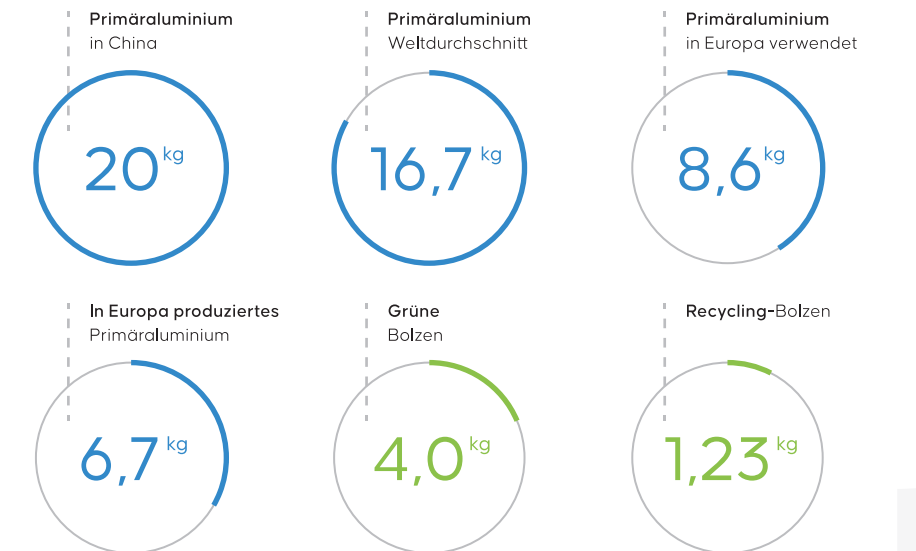 Primäraluminium
in China
20 kg
Primäraluminium
Weltdurchschnitt
16,7 kg
Primäraluminium
in Europa verwendet
8,6 kg
In Europa produziertes
Primäraluminium
6,7 kg
Grüne
Bolzen
4,0 kg
Recycling-Bolzen
1,23 kg